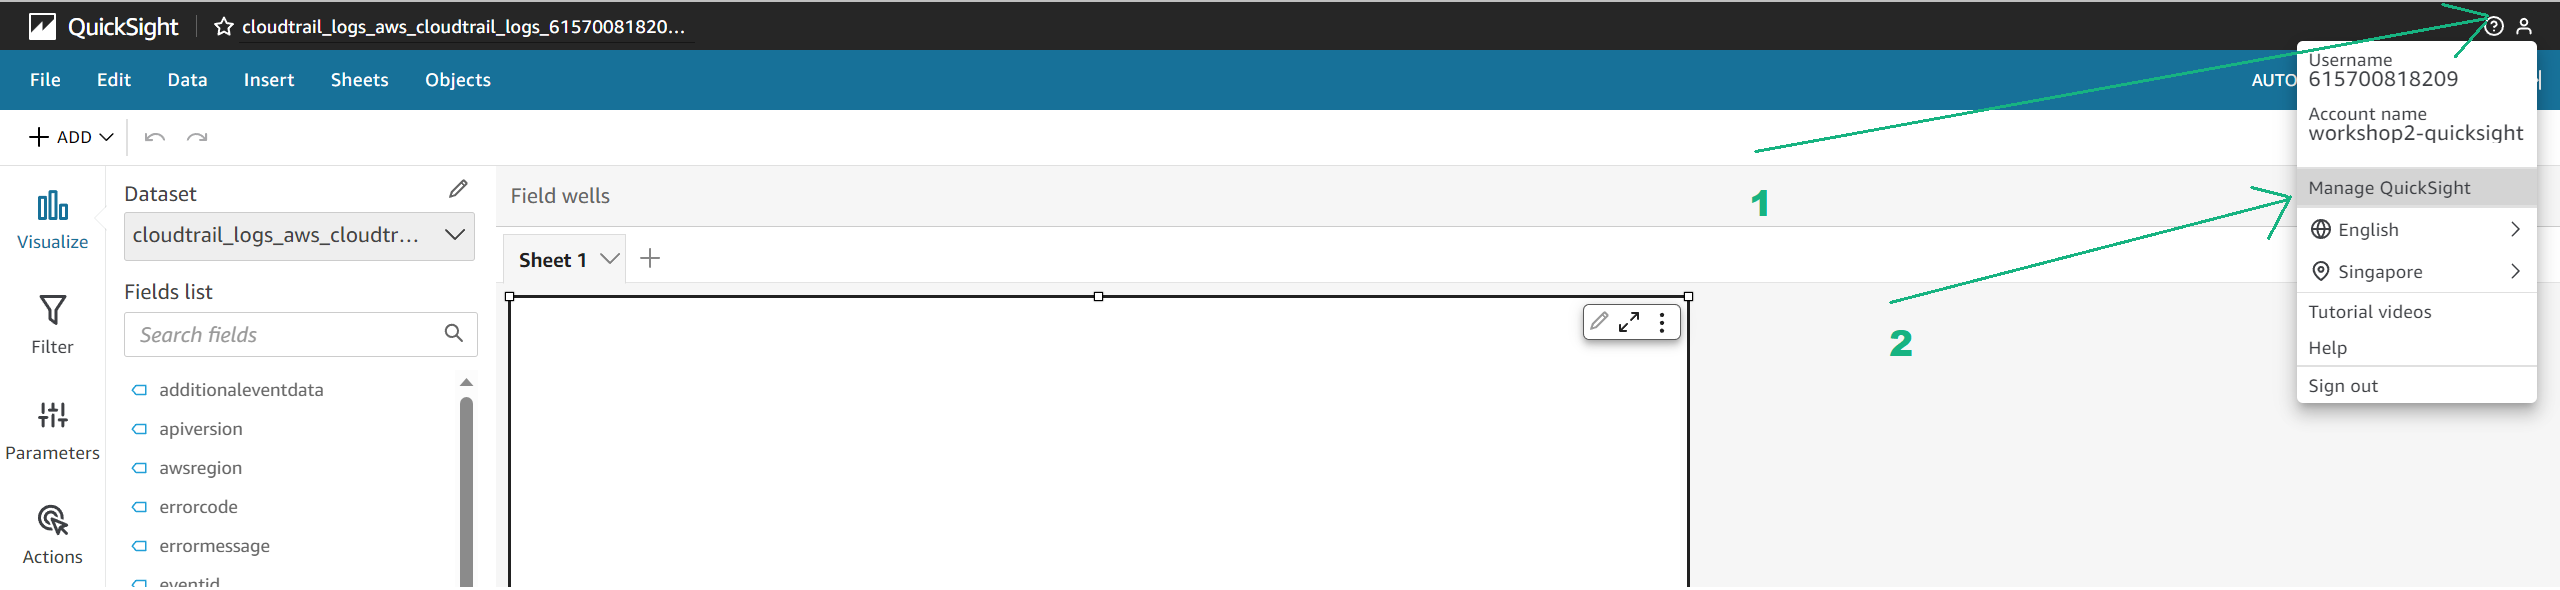 QuickSight
cloudtrail_logs_aws_cloudtrail_logs_61570081820...
File
Edit
Data
Insert
Sheets
Objects
AUTO
ADD
Username
615700818209
Account name
workshop2-quicksight
Manage QuickSight
English
Singapore
Tutorial videos
Help
Sign out
Visualize
Filter
Parameters
Actions
Dataset
cloudtrail_logs_aws_cloudtr...
Fields list
Search fields
additionaleventdata
apiversion
awsregion
errorcode
errormessage
eventid
Field wells
Sheet 1
1
2